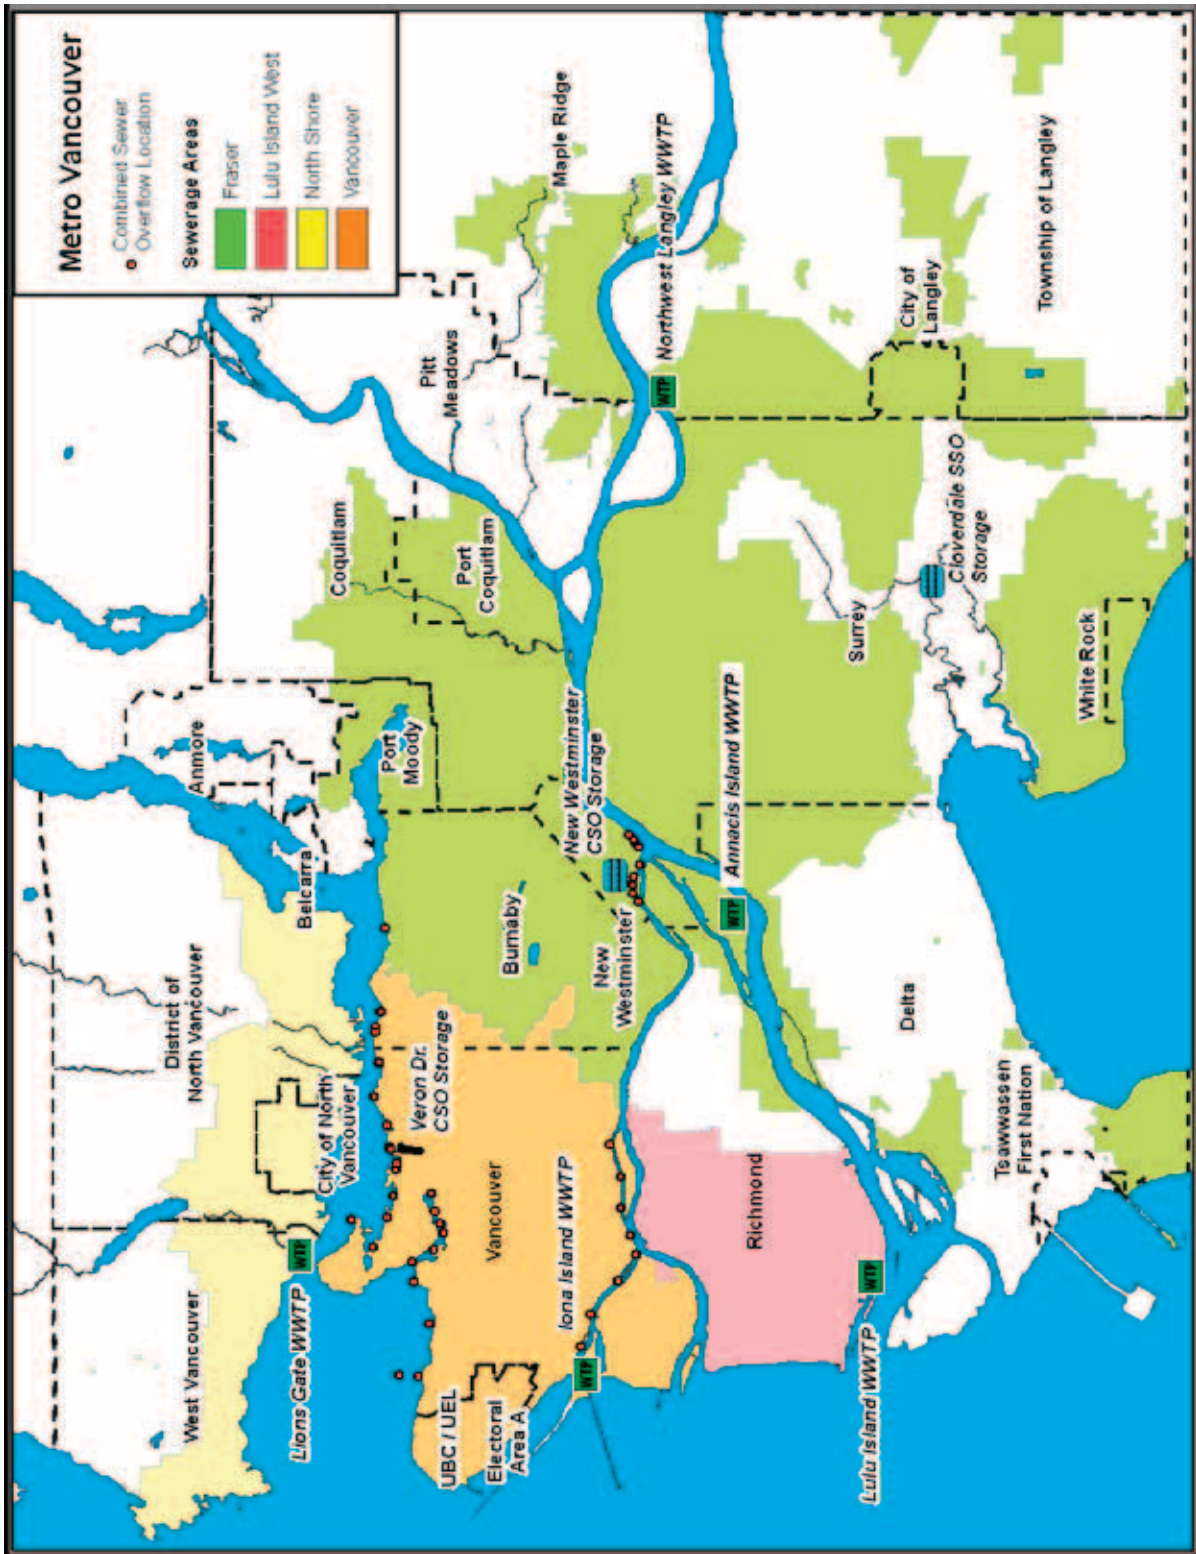 Metro Vancouver
Combined Sewer
Overflow Location
Sewerage Areas
Fraser
Lulu Island West
North Shore
Vancouver
West Vancouver
Lions Gate WWTP
WTP
District of
North Vancouver
City of North
Vancouver
Belcarra
Anmore
Port
Moody
Coquitlam
Port
Coquitlam
Pitt
Meadows
Maple Ridge
UBC / UEL
Electoral
Area A
Vancouver
Veron Dr.
CSO Storage
Burnaby
New Westminster
CSO Storage
New
Westminster
Iona Island WWTP
WTP
Northwest Langley WWTP
WTP
Annacis Island WWTP
WTP
Richmond
Lulu Island WWTP
WTP
Delta
Surrey
City of
Langley
Cloverdale SSO
Storage
Township of Langley
Tsawwassen
First Nation
White Rock